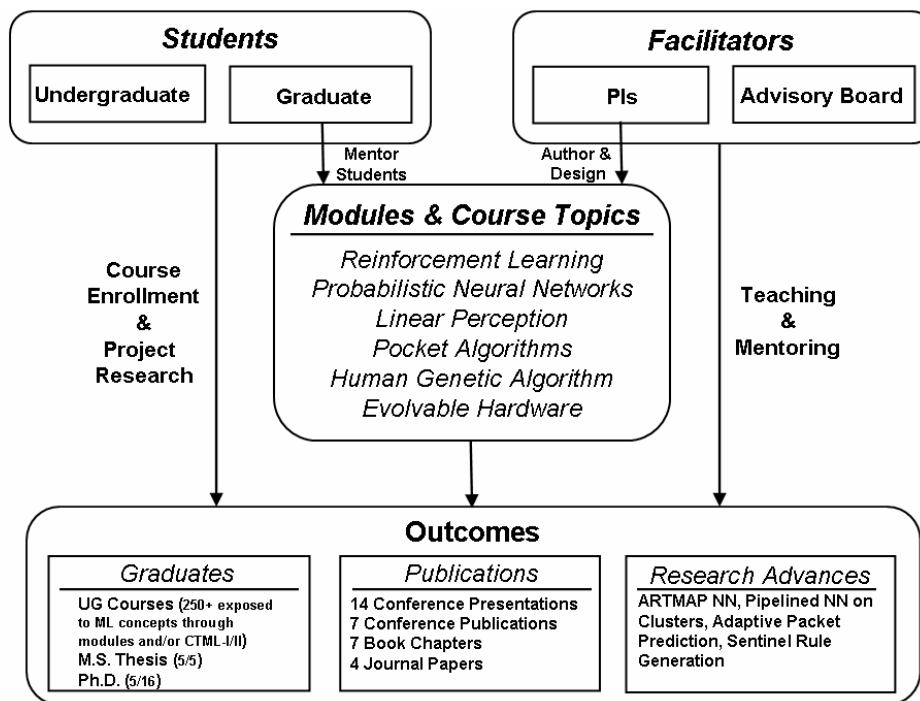 Students
Undergraduate
Graduate
Facilitators
PIs
Advisory Board
Mentor
Students
Author &
Design
Modules & Course Topics
Reinforcement Learning
Probabilistic Neural Networks
Linear Perception
Pocket Algorithms
Human Genetic Algorithm
Evolvable Hardware
Course
Enrollment
&
Project
Research
Teaching
&
Mentoring
Outcomes
Graduates
UG Courses (250+ exposed
to ML concepts through
modules and/or CTML-I/II)
M.S. Thesis (5/5)
Ph.D. (5/16)
Publications
14 Conference Presentations
7 Conference Publications
7 Book Chapters
4 Journal Papers
Research Advances
ARTMAP NN, Pipelined NN on
Clusters, Adaptive Packet
Prediction, Sentinel Rule
Generation